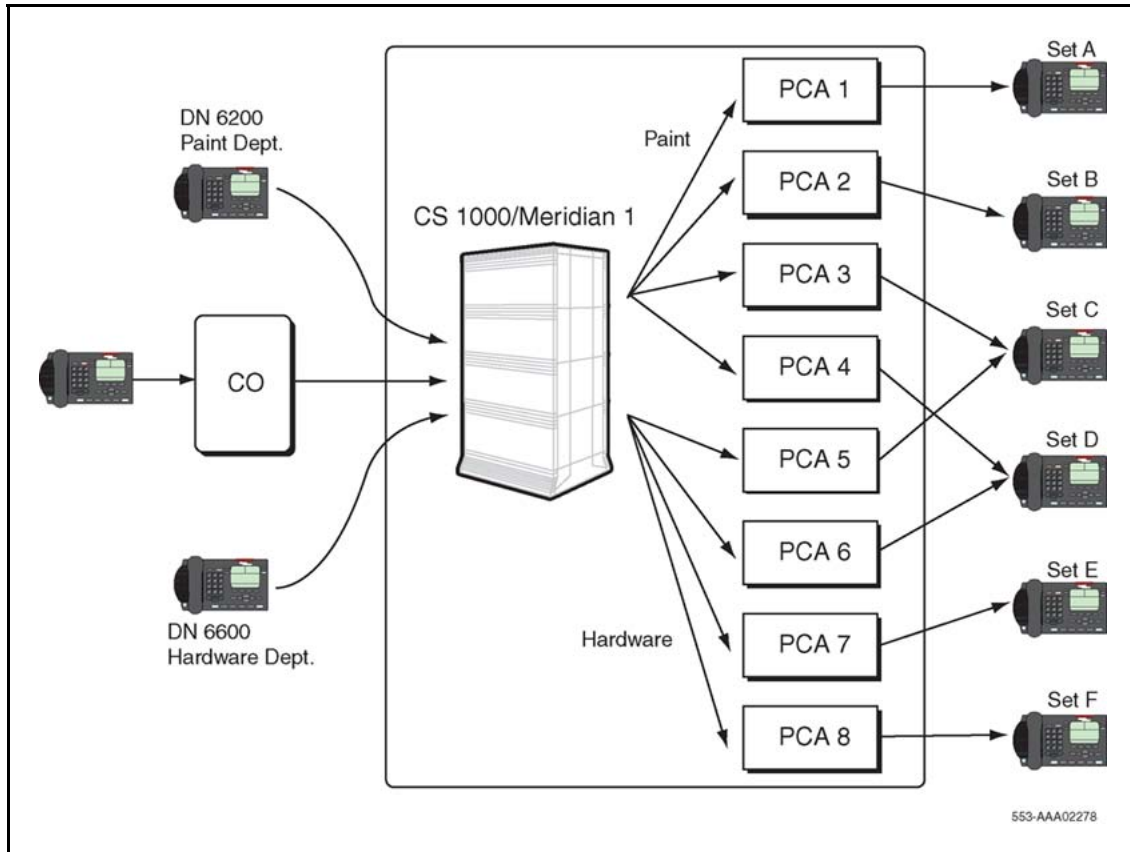 DN 6200
Paint Dept.
CO
DN 6600
Hardware Dept.
CS 1000/Meridian 1
Paint
Hardware
PCA 1
PCA 2
PCA 3
PCA 4
PCA 5
PCA 6
PCA 7
PCA 8
Set A
Set B
Set C
Set D
Set E
Set F
553-AAA02278